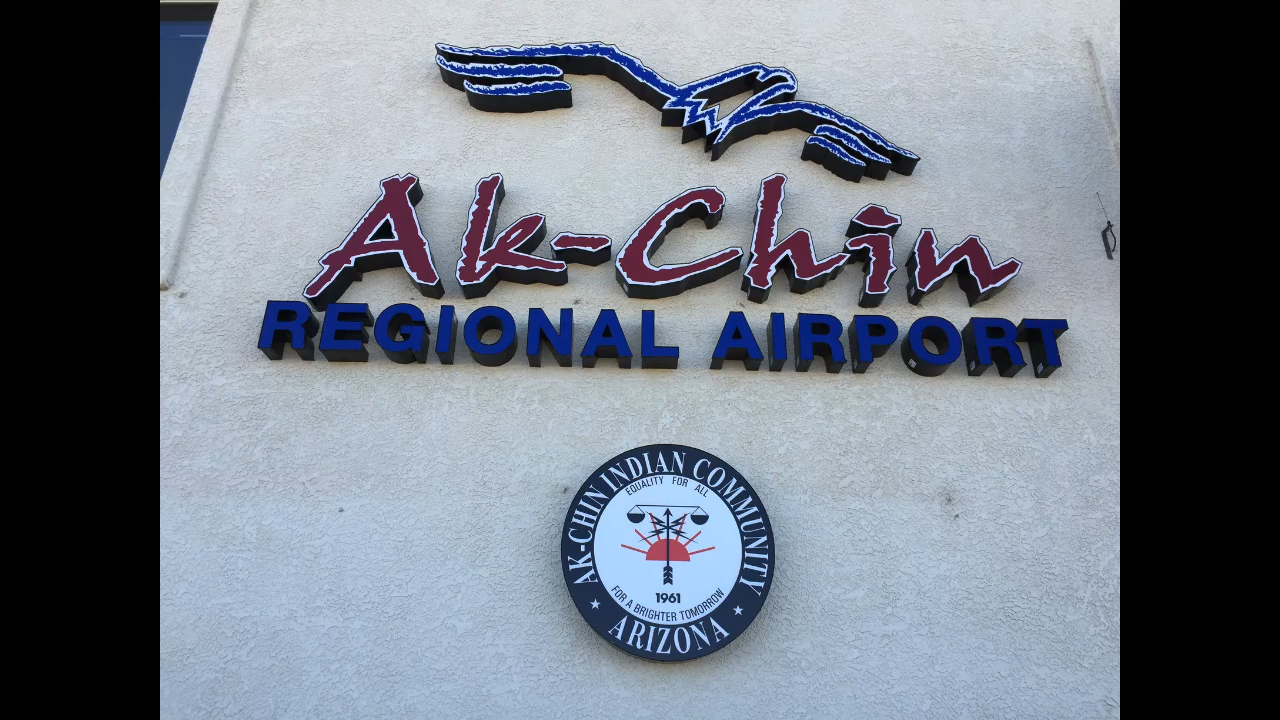 Ak-Chin
REGIONAL AIRPORT
AK-CHIN INDIAN COMMUNITY
EQUALITY FOR ALL
1961
FOR A BRIGHTER TOMORROW
ARIZONA